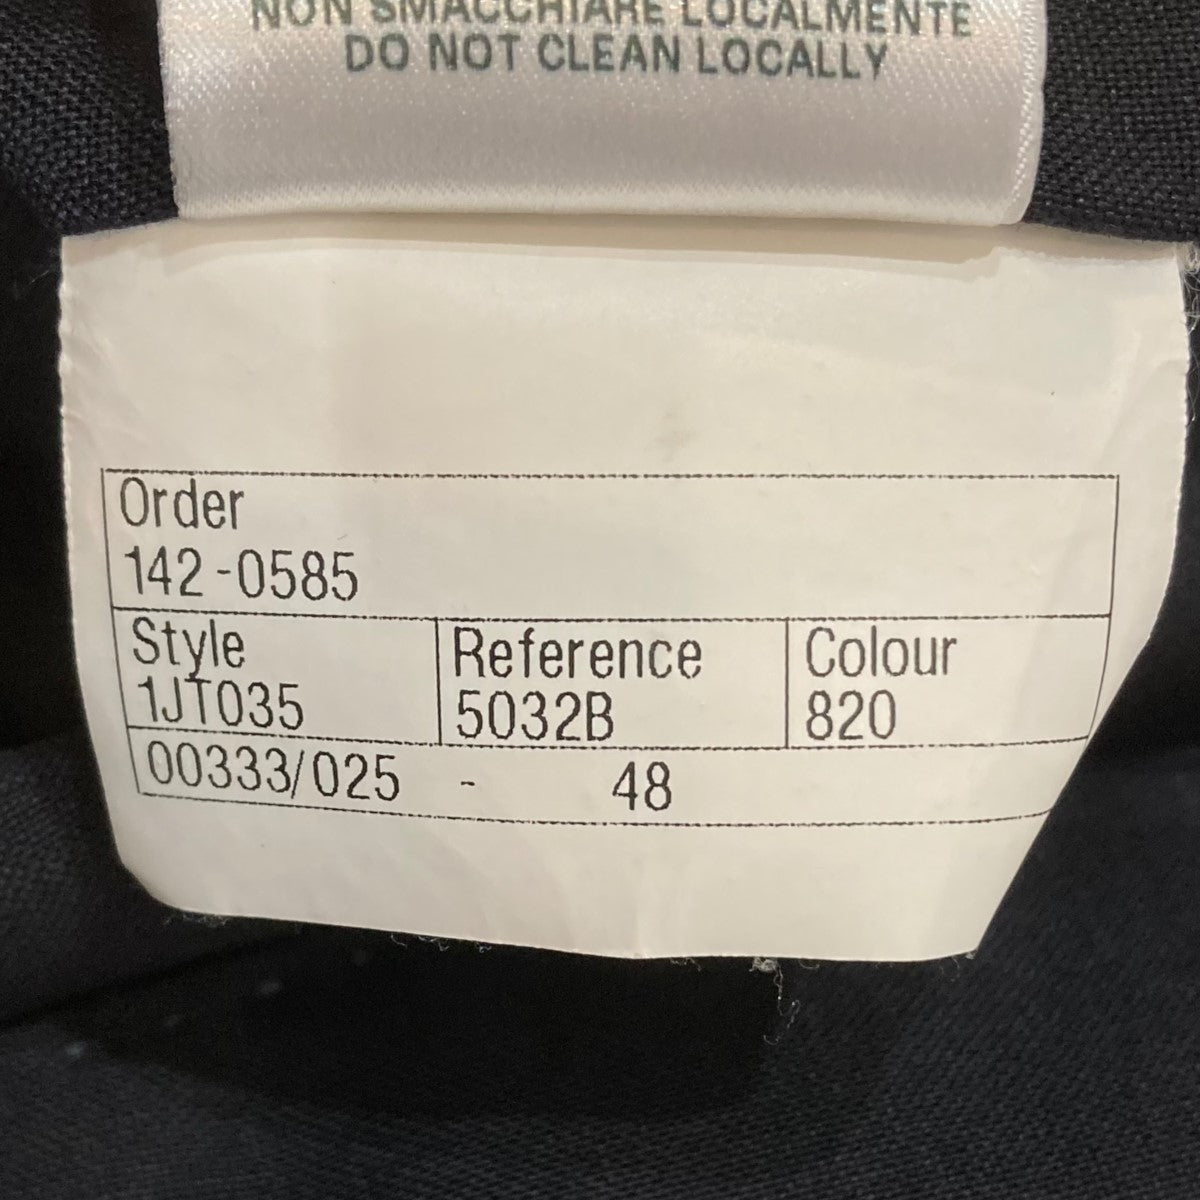 NON SMACCHIARE LOCALMENTE
DO NOT CLEAN LOCALLY
Order
142-0585
Style Reference Colour
1JT035 5032B 820
00333/025 - 48